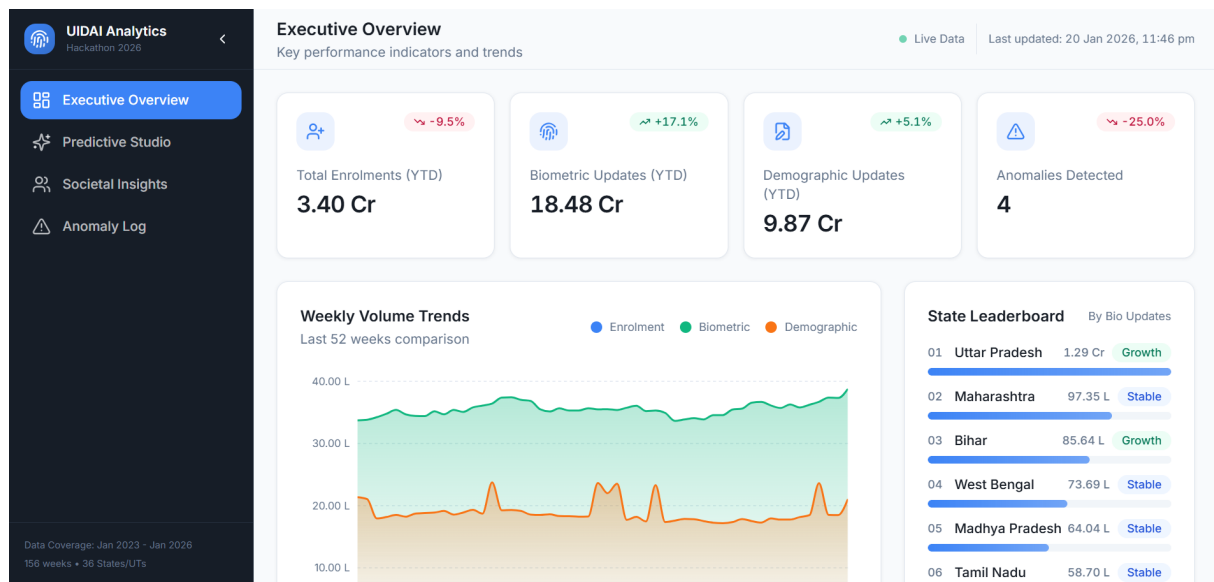 UIDAI Analytics
Hackathon 2026
Executive Overview
Predictive Studio
Societal Insights
Anomaly Log
Data Coverage: Jan 2023 - Jan 2026
156 weeks • 36 States/UTs
Executive Overview
Key performance indicators and trends
Live Data
Last updated: 20 Jan 2026, 11:46 pm
-9.5%
Total Enrolments (YTD)
3.40 Cr
+17.1%
Biometric Updates (YTD)
18.48 Cr
+5.1%
Demographic Updates
(YTD)
9.87 Cr
-25.0%
Anomalies Detected
4
Weekly Volume Trends
Last 52 weeks comparison
Enrolment Biometric Demographic
40.00 L
30.00 L
20.00 L
10.00 L
State Leaderboard By Bio Updates
01 Uttar Pradesh 1.29 Cr Growth
02 Maharashtra 97.35 L Stable
03 Bihar 85.64 L Growth
04 West Bengal 73.69 L Stable
05 Madhya Pradesh 64.04 L Stable
06 Tamil Nadu 58.70 L Stable